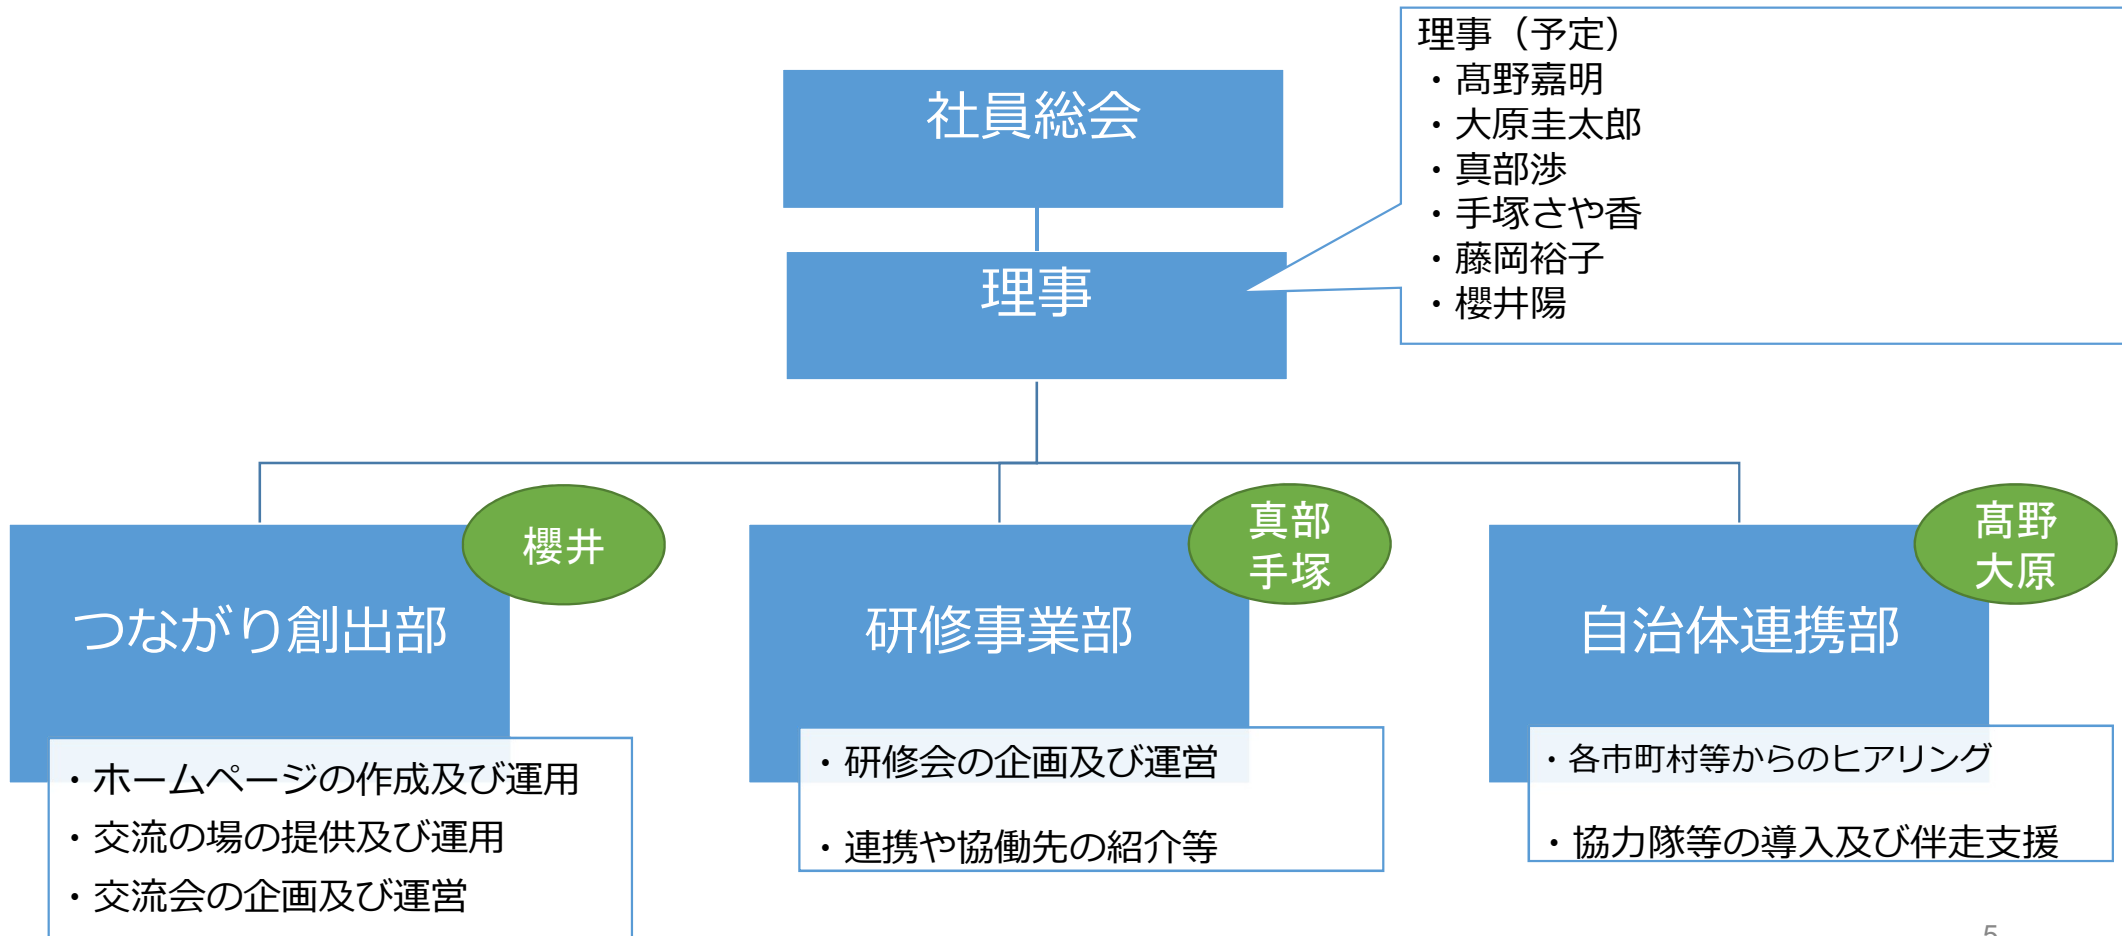 社員総会
理事
理事（予定）
・髙野嘉明
・大原圭太郎
・真部渉
・手塚さや香
・藤岡裕子
・櫻井陽
櫻井
つながり創出部
・ホームページの作成及び運用
・交流の場の提供及び運用
・交流会の企画及び運営
真部
手塚
研修事業部
・研修会の企画及び運営
・連携や協働先の紹介等
髙野
大原
自治体連携部
・各市町村等からのヒアリング
・協力隊等の導入及び伴走支援
5